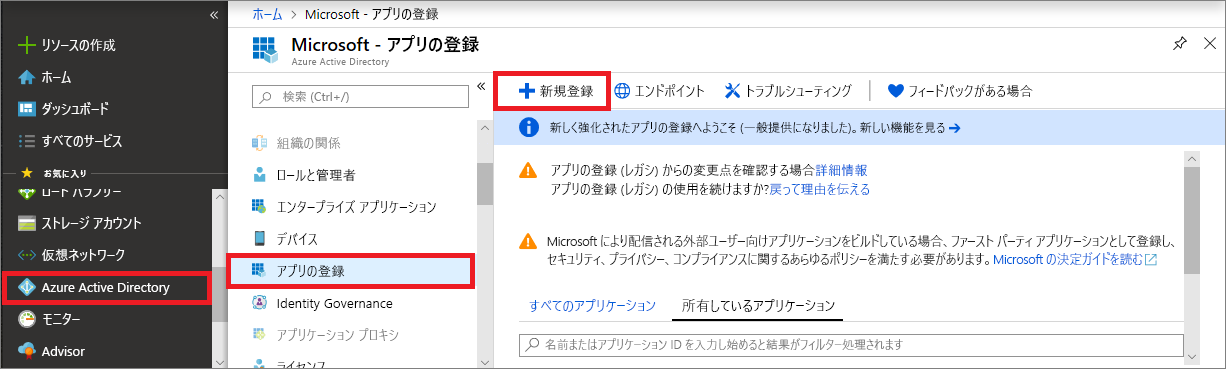 «
リソースの作成
ホーム
ダッシュボード
すべてのサービス
お気に入り
ロード バランサー
ストレージ アカウント
仮想ネットワーク
Azure Active Directory
モニター
Advisor
ホーム > Microsoft - アプリの登録
Microsoft - アプリの登録
Azure Active Directory
検索 (Ctrl+/)
«
組織の関係
ロールと管理者
エンタープライズ アプリケーション
デバイス
アプリの登録
Identity Governance
アプリケーション プロキシ
ライセンス
新規登録 エンドポイント トラブルシューティング フィードバックがある場合
新しく強化されたアプリの登録へようこそ (一般提供になりました)。新しい機能を見る →
アプリの登録 (レガシ) からの変更点を確認する場合詳細情報
アプリの登録 (レガシ) の使用を続けますか?戻って理由を伝える
Microsoft により配信される外部ユーザー向けアプリケーションをビルドしている場合、ファースト パーティ アプリケーションとして登録し、
セキュリティ、プライバシー、コンプライアンスに関するあらゆるポリシーを満たす必要があります。Microsoft の決定ガイドを読む
すべてのアプリケーション 所有しているアプリケーション
名前またはアプリケーション ID を入力し始めると結果がフィルター処理されます